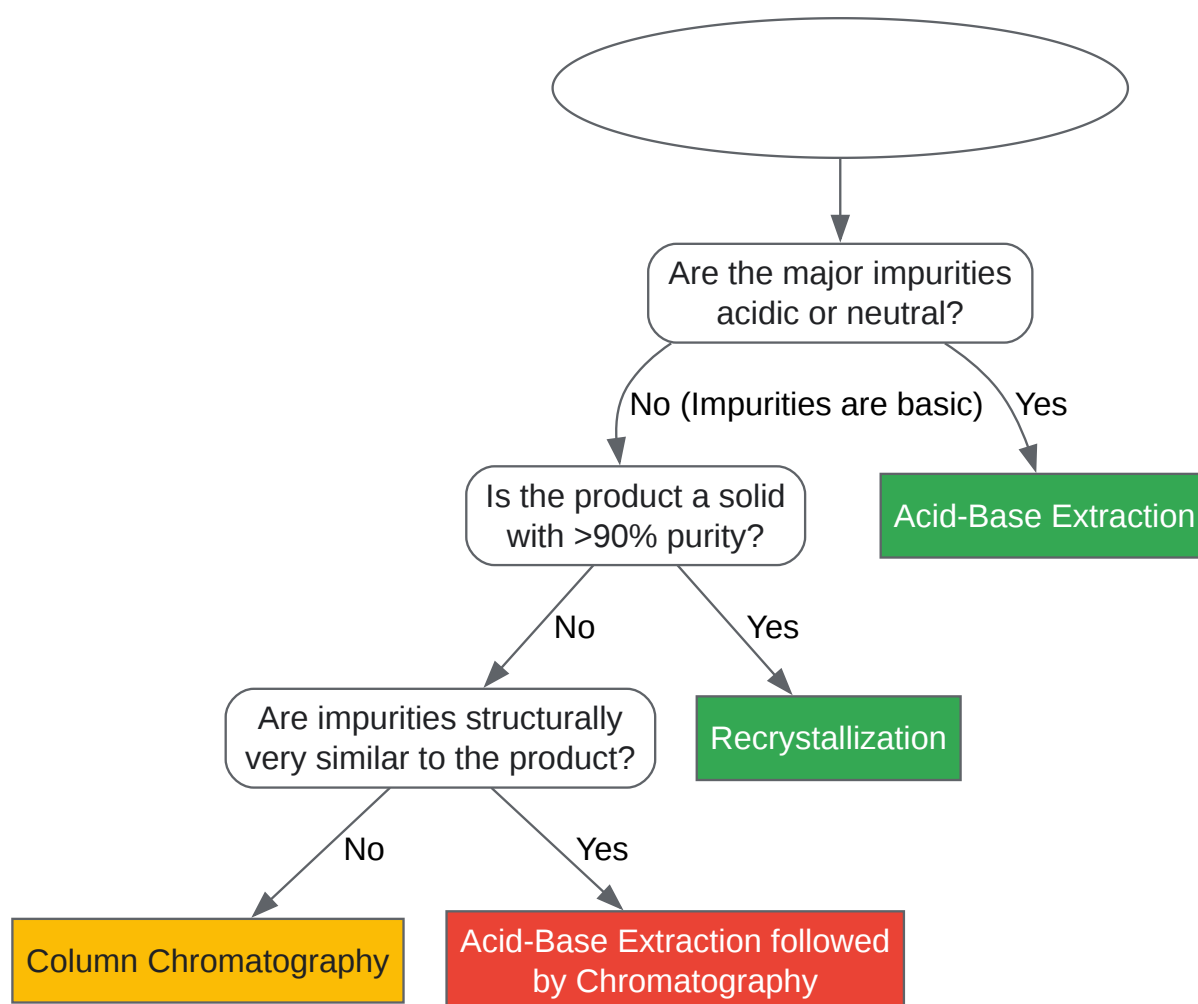 Are the major impurities
acidic or neutral?
No (Impurities are basic)
Yes
Is the product a solid
with >90% purity?
Acid-Base Extraction
No
Yes
Are impurities structurally
very similar to the product?
Recrystallization
No
Yes
Column Chromatography
Acid-Base Extraction followed
by Chromatography